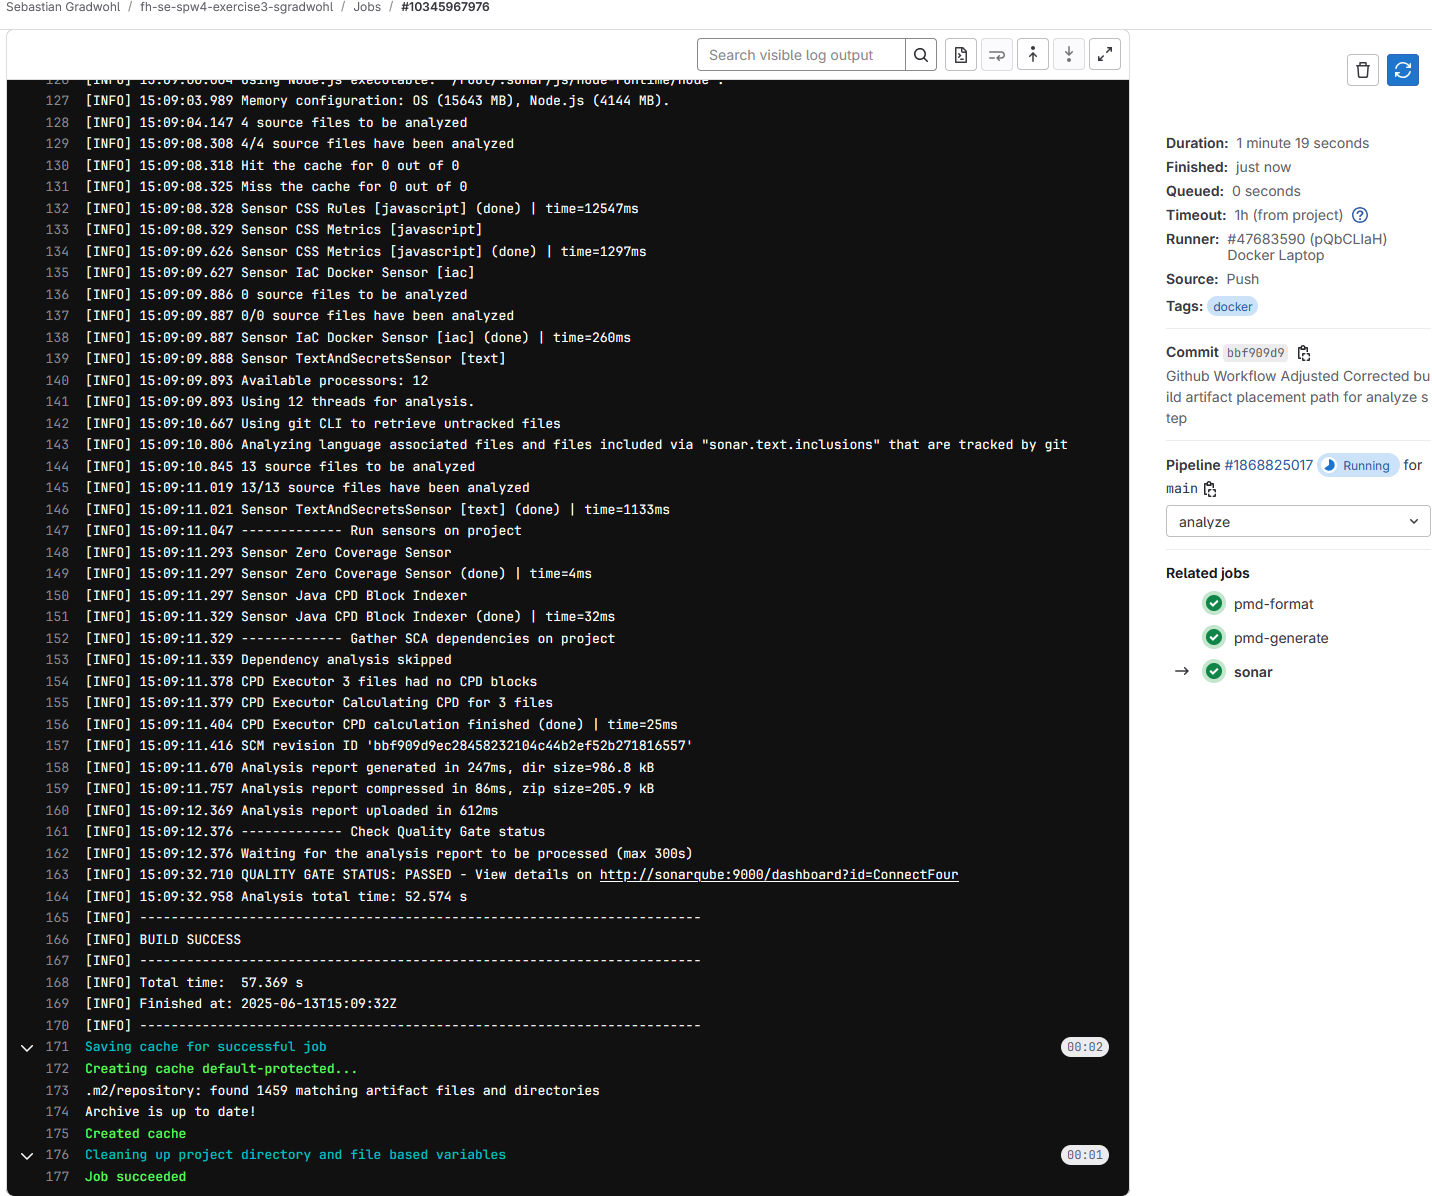 Sebastian Gradwohl / fh-se-spw4-exercise3-sgradwohl / Jobs / #10345967976
Search visible log output
126 [INFO] 15:09:00.604 Using Node.js executable: '/root/.sonar/js/node-runtime/node'.
127 [INFO] 15:09:03.989 Memory configuration: OS (15643 MB), Node.js (4144 MB).
128 [INFO] 15:09:04.147 4 source files to be analyzed
129 [INFO] 15:09:08.308 4/4 source files have been analyzed
130 [INFO] 15:09:08.318 Hit the cache for 0 out of 0
131 [INFO] 15:09:08.325 Miss the cache for 0 out of 0
132 [INFO] 15:09:08.328 Sensor CSS Rules [javascript] (done) | time=12547ms
133 [INFO] 15:09:08.329 Sensor CSS Metrics [javascript]
134 [INFO] 15:09:09.626 Sensor CSS Metrics [javascript] (done) | time=1297ms
135 [INFO] 15:09:09.627 Sensor IaC Docker Sensor [iac]
136 [INFO] 15:09:09.886 0 source files to be analyzed
137 [INFO] 15:09:09.887 0/0 source files have been analyzed
138 [INFO] 15:09:09.887 Sensor IaC Docker Sensor [iac] (done) | time=260ms
139 [INFO] 15:09:09.888 Sensor TextAndSecretsSensor [text]
140 [INFO] 15:09:09.893 Available processors: 12
141 [INFO] 15:09:09.893 Using 12 threads for analysis.
142 [INFO] 15:09:10.667 Using git CLI to retrieve untracked files
143 [INFO] 15:09:10.806 Analyzing language associated files and files included via "sonar.text.inclusions" that are tracked by git
144 [INFO] 15:09:10.845 13 source files to be analyzed
145 [INFO] 15:09:11.019 13/13 source files have been analyzed
146 [INFO] 15:09:11.021 Sensor TextAndSecretsSensor [text] (done) | time=1133ms
147 [INFO] 15:09:11.047 ------------- Run sensors on project
148 [INFO] 15:09:11.293 Sensor Zero Coverage Sensor
149 [INFO] 15:09:11.297 Sensor Zero Coverage Sensor (done) | time=4ms
150 [INFO] 15:09:11.297 Sensor Java CPD Block Indexer
151 [INFO] 15:09:11.329 Sensor Java CPD Block Indexer (done) | time=32ms
152 [INFO] 15:09:11.329 ------------- Gather SCA dependencies on project
153 [INFO] 15:09:11.339 Dependency analysis skipped
154 [INFO] 15:09:11.378 CPD Executor 3 files had no CPD blocks
155 [INFO] 15:09:11.379 CPD Executor Calculating CPD for 3 files
156 [INFO] 15:09:11.404 CPD Executor CPD calculation finished (done) | time=25ms
157 [INFO] 15:09:11.416 SCM revision ID 'bbf909d9ec28458232104c44b2ef52b271816557'
158 [INFO] 15:09:11.670 Analysis report generated in 247ms, dir size=986.8 kB
159 [INFO] 15:09:11.757 Analysis report compressed in 86ms, zip size=205.9 kB
160 [INFO] 15:09:12.369 Analysis report uploaded in 612ms
161 [INFO] 15:09:12.376 ------------- Check Quality Gate status
162 [INFO] 15:09:12.376 Waiting for the analysis report to be processed (max 300s)
163 [INFO] 15:09:32.710 QUALITY GATE STATUS: PASSED - View details on http://sonarqube:9000/dashboard?id=ConnectFour
164 [INFO] 15:09:32.958 Analysis total time: 52.574 s
165 [INFO] ------------------------------------------------------------------------
166 [INFO] BUILD SUCCESS
167 [INFO] ------------------------------------------------------------------------
168 [INFO] Total time:  57.369 s
169 [INFO] Finished at: 2025-06-13T15:09:32Z
170 [INFO] ------------------------------------------------------------------------
171 Saving cache for successful job 00:02
172 Creating cache default-protected...
173 .m2/repository: found 1459 matching artifact files and directories
174 Archive is up to date!
175 Created cache
176 Cleaning up project directory and file based variables 00:01
177 Job succeeded
Duration: 1 minute 19 seconds
Finished: just now
Queued: 0 seconds
Timeout: 1h (from project)
Runner: #47683590 (pQbCLIaH)
Docker Laptop
Source: Push
Tags: docker
Commit bbf909d9
Github Workflow Adjusted Corrected bu
ild artifact placement path for analyze s
tep
Pipeline #1868825017 Running for
main
analyze
Related jobs
pmd-format
pmd-generate
sonar